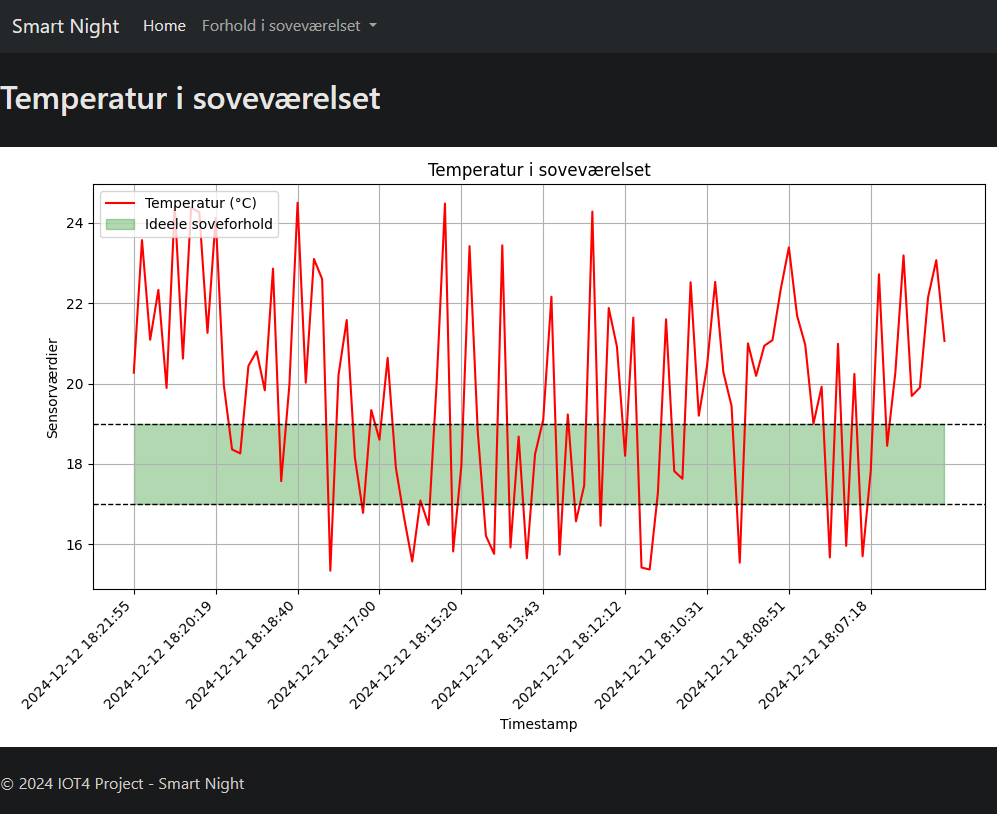 Smart Night Home Forhold i soveværelset
Temperatur i soveværelset
Temperatur i soveværelset
Temperatur (°C)
Ideele soveforhold
24
22
20
18
16
Sensorværdier
2024-12-12 18:21:55
2024-12-12 18:20:19
2024-12-12 18:18:40
2024-12-12 18:17:00
2024-12-12 18:15:20
2024-12-12 18:13:43
2024-12-12 18:12:12
2024-12-12 18:10:31
2024-12-12 18:08:51
2024-12-12 18:07:18
Timestamp
© 2024 IOT4 Project - Smart Night